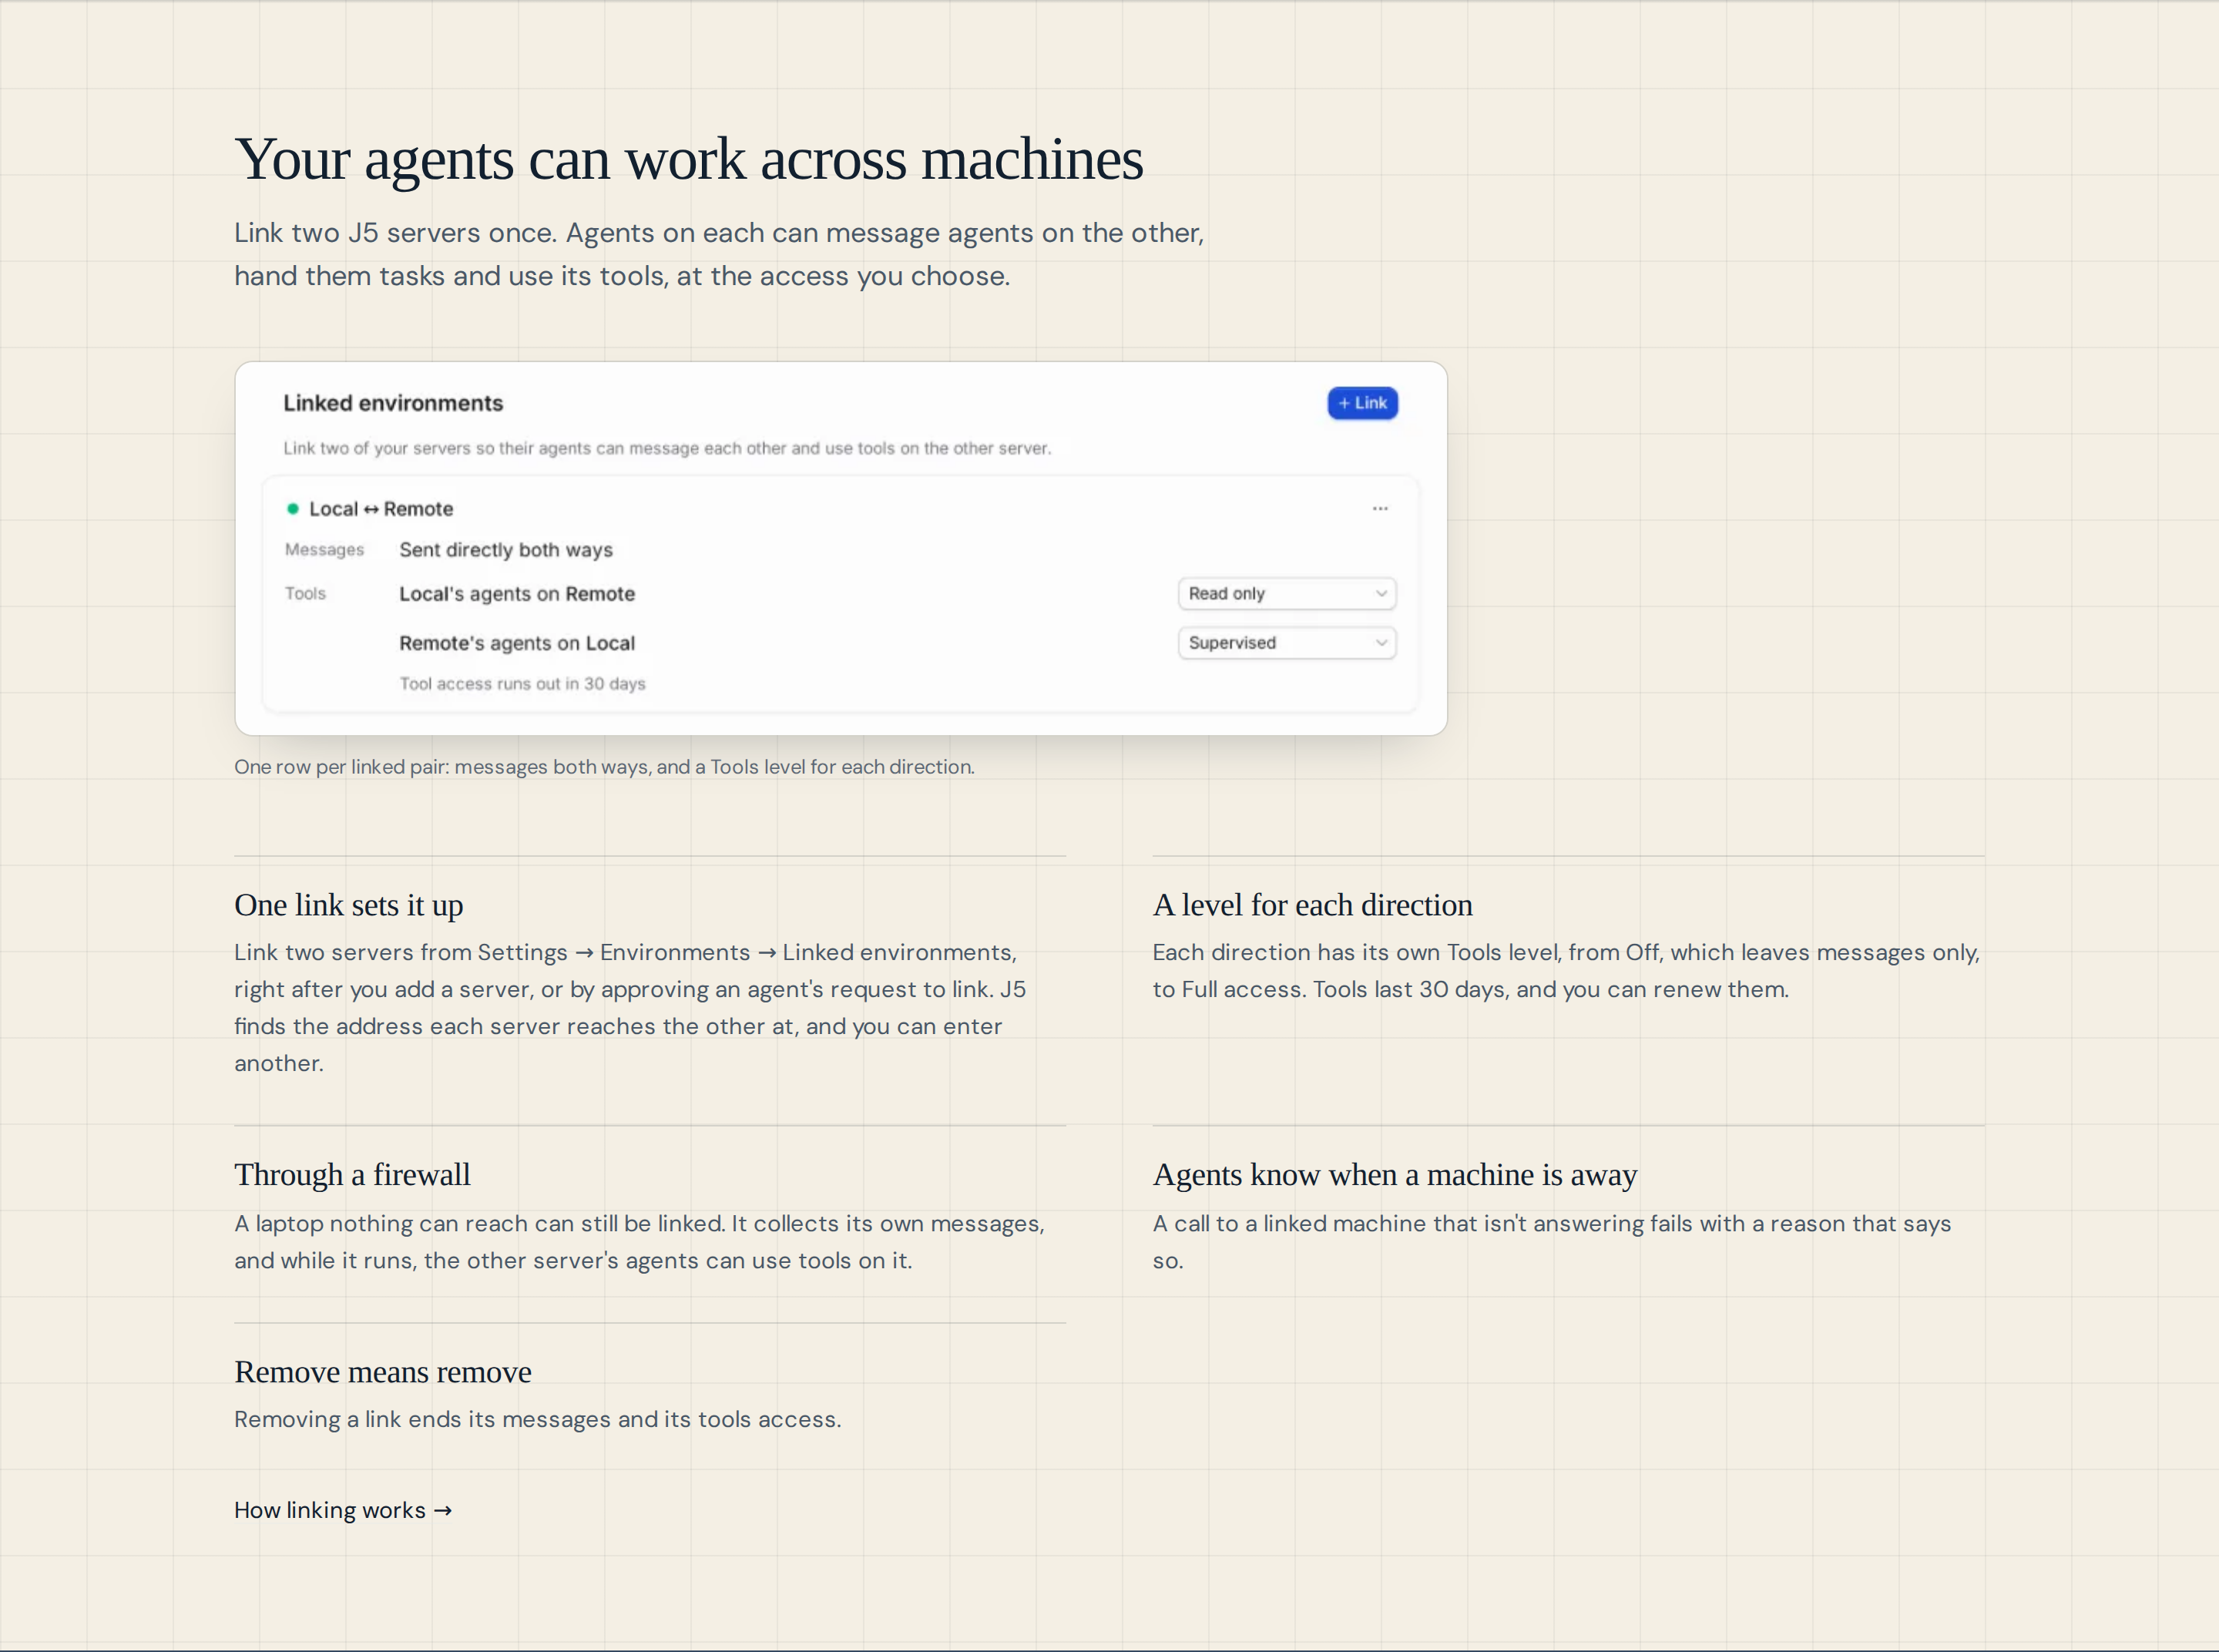 Your agents can work across machines
Link two J5 servers once. Agents on each can message agents on the other,
hand them tasks and use its tools, at the access you choose.
Linked environments
+ Link
Link two of your servers so their agents can message each other and use tools on the other server.
Local ↔ Remote
...
Messages Sent directly both ways
Tools Local's agents on Remote Read only
Remote's agents on Local Supervised
Tool access runs out in 30 days
One row per linked pair: messages both ways, and a Tools level for each direction.
One link sets it up
Link two servers from Settings → Environments → Linked environments,
right after you add a server, or by approving an agent's request to link. J5
finds the address each server reaches the other at, and you can enter
another.
A level for each direction
Each direction has its own Tools level, from Off, which leaves messages only,
to Full access. Tools last 30 days, and you can renew them.
Through a firewall
A laptop nothing can reach can still be linked. It collects its own messages,
and while it runs, the other server's agents can use tools on it.
Agents know when a machine is away
A call to a linked machine that isn't answering fails with a reason that says
so.
Remove means remove
Removing a link ends its messages and its tools access.
How linking works →